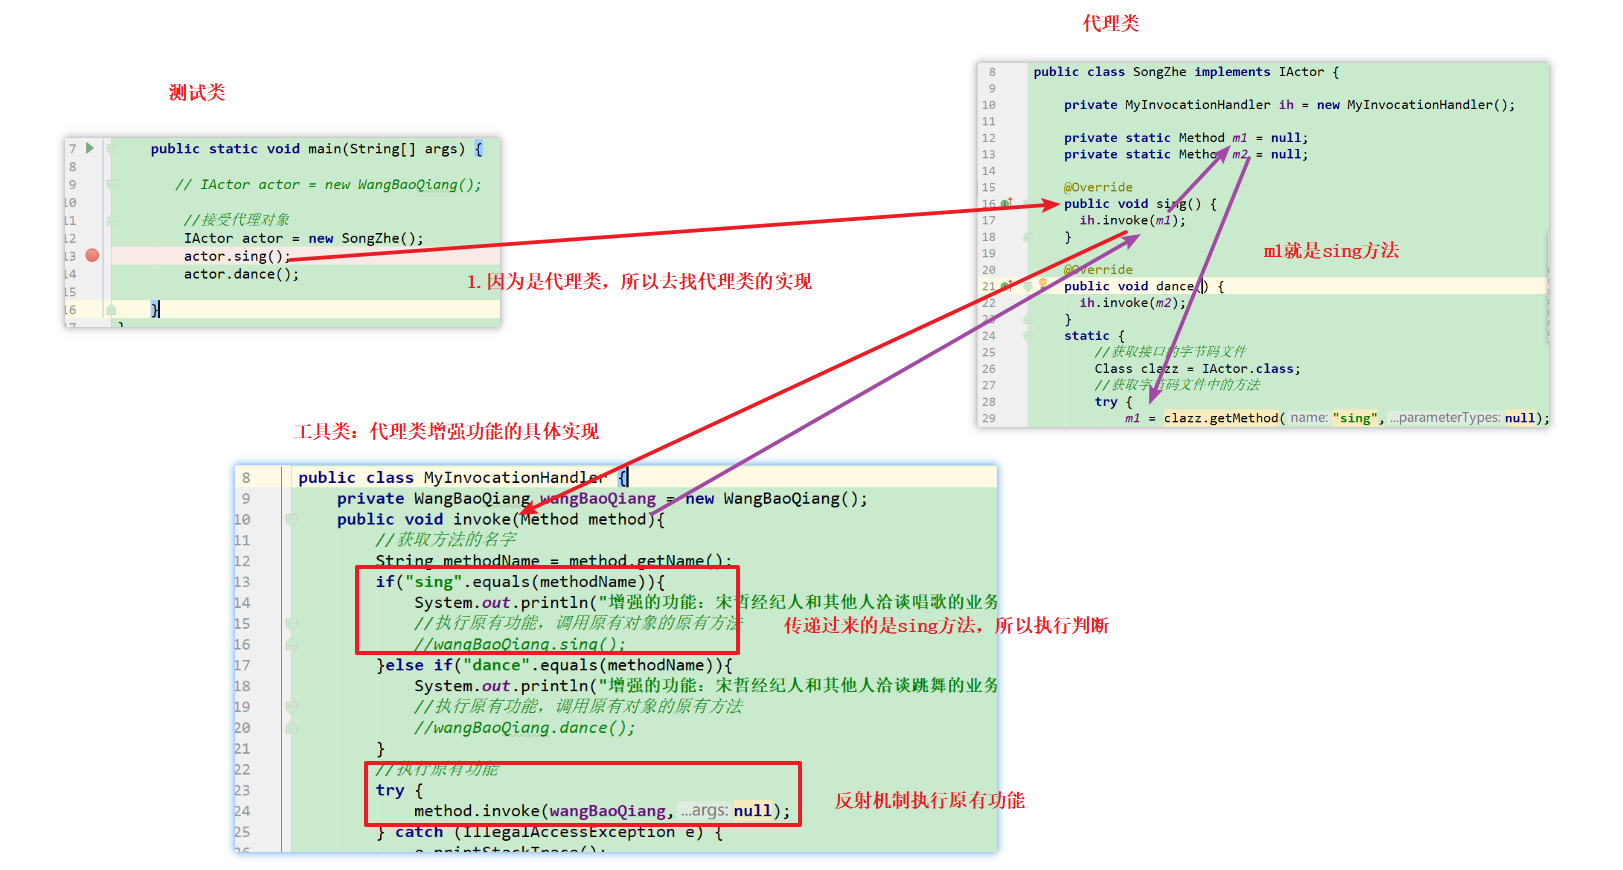 代理类
测试类
7 public static void main(String[] args) {
8
9 // IActor actor = new WangBaoQiang();
10
11 //接受代理对象
12 IActor actor = new SongZhe();
13 actor.sing();
14 actor.dance();
15
16 }
1.因为是代理类，所以去找代理类的实现
8 public class SongZhe implements IActor {
9
10 private MyInvocationHandler ih = new MyInvocationHandler();
11
12 private static Method m1 = null;
13 private static Method m2 = null;
14
15 @Override
16 public void sing() {
17 ih.invoke(m1);
18 }
19
20 @Override
21 public void dance() {
22 ih.invoke(m2);
23 }
24 static {
25 //获取接口的字节码文件
26 Class clazz = IActor.class;
27 //获取字节码文件中的方法
28 try {
29 m1 = clazz.getMethod( name: "sing", ...parameterTypes: null);
m1就是sing方法
工具类：代理类增强功能的具体实现
8 public class MyInvocationHandler {
9 private WangBaoQiang wangBaoQiang = new WangBaoQiang();
10 public void invoke(Method method){
11 //获取方法的名字
12 String methodName = method.getName();
13 if("sing".equals(methodName)){
14 System.out.println("增强的功能：宋哲经纪人和其他人洽谈唱歌的业务
15 //执行原有功能，调用原有对象的原有方法
16 //wangBaoQiang.sing();
17 }else if("dance".equals(methodName)){
18 System.out.println("增强的功能：宋哲经纪人和其他人洽谈跳舞的业务
19 //执行原有功能，调用原有对象的原有方法
20 //wangBaoQiang.dance();
21 }
22 //执行原有功能
23 try {
24 method.invoke(wangBaoQiang, ...args: null);
25 } catch (IllegalAccessException e) {
26 e.printStackTrace();
传递过来的是sing方法，所以执行判断
反射机制执行原有功能